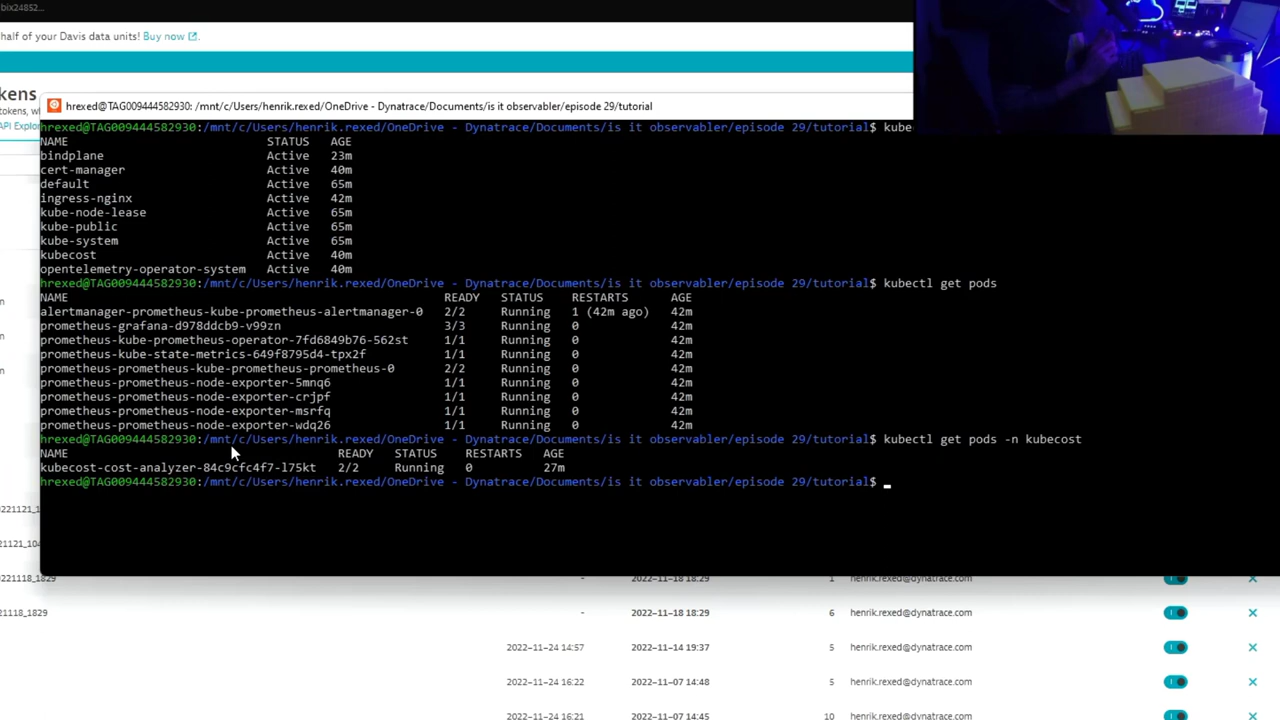 half of your Davis data units! Buy now
kens
tokens, w
API Explo
hrexed@TAG009444582930: /mnt/c/Users/henrik.rexed/OneDrive - Dynatrace/Documents/is it observabler/episode 29/tutorial
hrexed@TAG009444582930:/mnt/c/Users/henrik.rexed/OneDrive - Dynatrace/Documents/is it observabler/episode 29/tutorial$ kube
NAME STATUS AGE
bindplane Active 23m
cert-manager Active 40m
default Active 65m
ingress-nginx Active 42m
kube-node-lease Active 65m
kube-public Active 65m
kube-system Active 65m
kubecost Active 40m
opentelemetry-operator-system Active 40m
hrexed@TAG009444582930:/mnt/c/Users/henrik.rexed/OneDrive - Dynatrace/Documents/is it observabler/episode 29/tutorial$ kubectl get pods
NAME READY STATUS RESTARTS AGE
alertmanager-prometheus-kube-prometheus-alertmanager-0 2/2 Running 1 (42m ago) 42m
prometheus-grafana-d978ddcb9-v99zn 3/3 Running 0 42m
prometheus-kube-prometheus-operator-7fd6849b76-562st 1/1 Running 0 42m
prometheus-kube-state-metrics-649f8795d4-tpx2f 1/1 Running 0 42m
prometheus-prometheus-kube-prometheus-prometheus-0 2/2 Running 0 42m
prometheus-prometheus-node-exporter-5mnq6 1/1 Running 0 42m
prometheus-prometheus-node-exporter-crjpf 1/1 Running 0 42m
prometheus-prometheus-node-exporter-msrfq 1/1 Running 0 42m
prometheus-prometheus-node-exporter-wdq26 1/1 Running 0 42m
hrexed@TAG009444582930:/mnt/c/Users/henrik.rexed/OneDrive - Dynatrace/Documents/is it observabler/episode 29/tutorial$ kubectl get pods -n kubecost
NAME READY STATUS RESTARTS AGE
kubecost-cost-analyzer-84c9cfc4f7-l75kt 2/2 Running 0 27m
hrexed@TAG009444582930:/mnt/c/Users/henrik.rexed/OneDrive - Dynatrace/Documents/is it observabler/episode 29/tutorial$ _
0221121_
21121_10
21118_1829 - 2022-11-18 18:29 1 henrik.rexed@dynatrace.com
21118_1829 - 2022-11-18 18:29 6 henrik.rexed@dynatrace.com
2022-11-24 14:57 2022-11-14 19:37 5 henrik.rexed@dynatrace.com
2022-11-24 16:22 2022-11-07 14:48 5 henrik.rexed@dynatrace.com
2022-11-24 16:21 2022-11-07 14:45 10 henrik.rexed@dynatrace.com